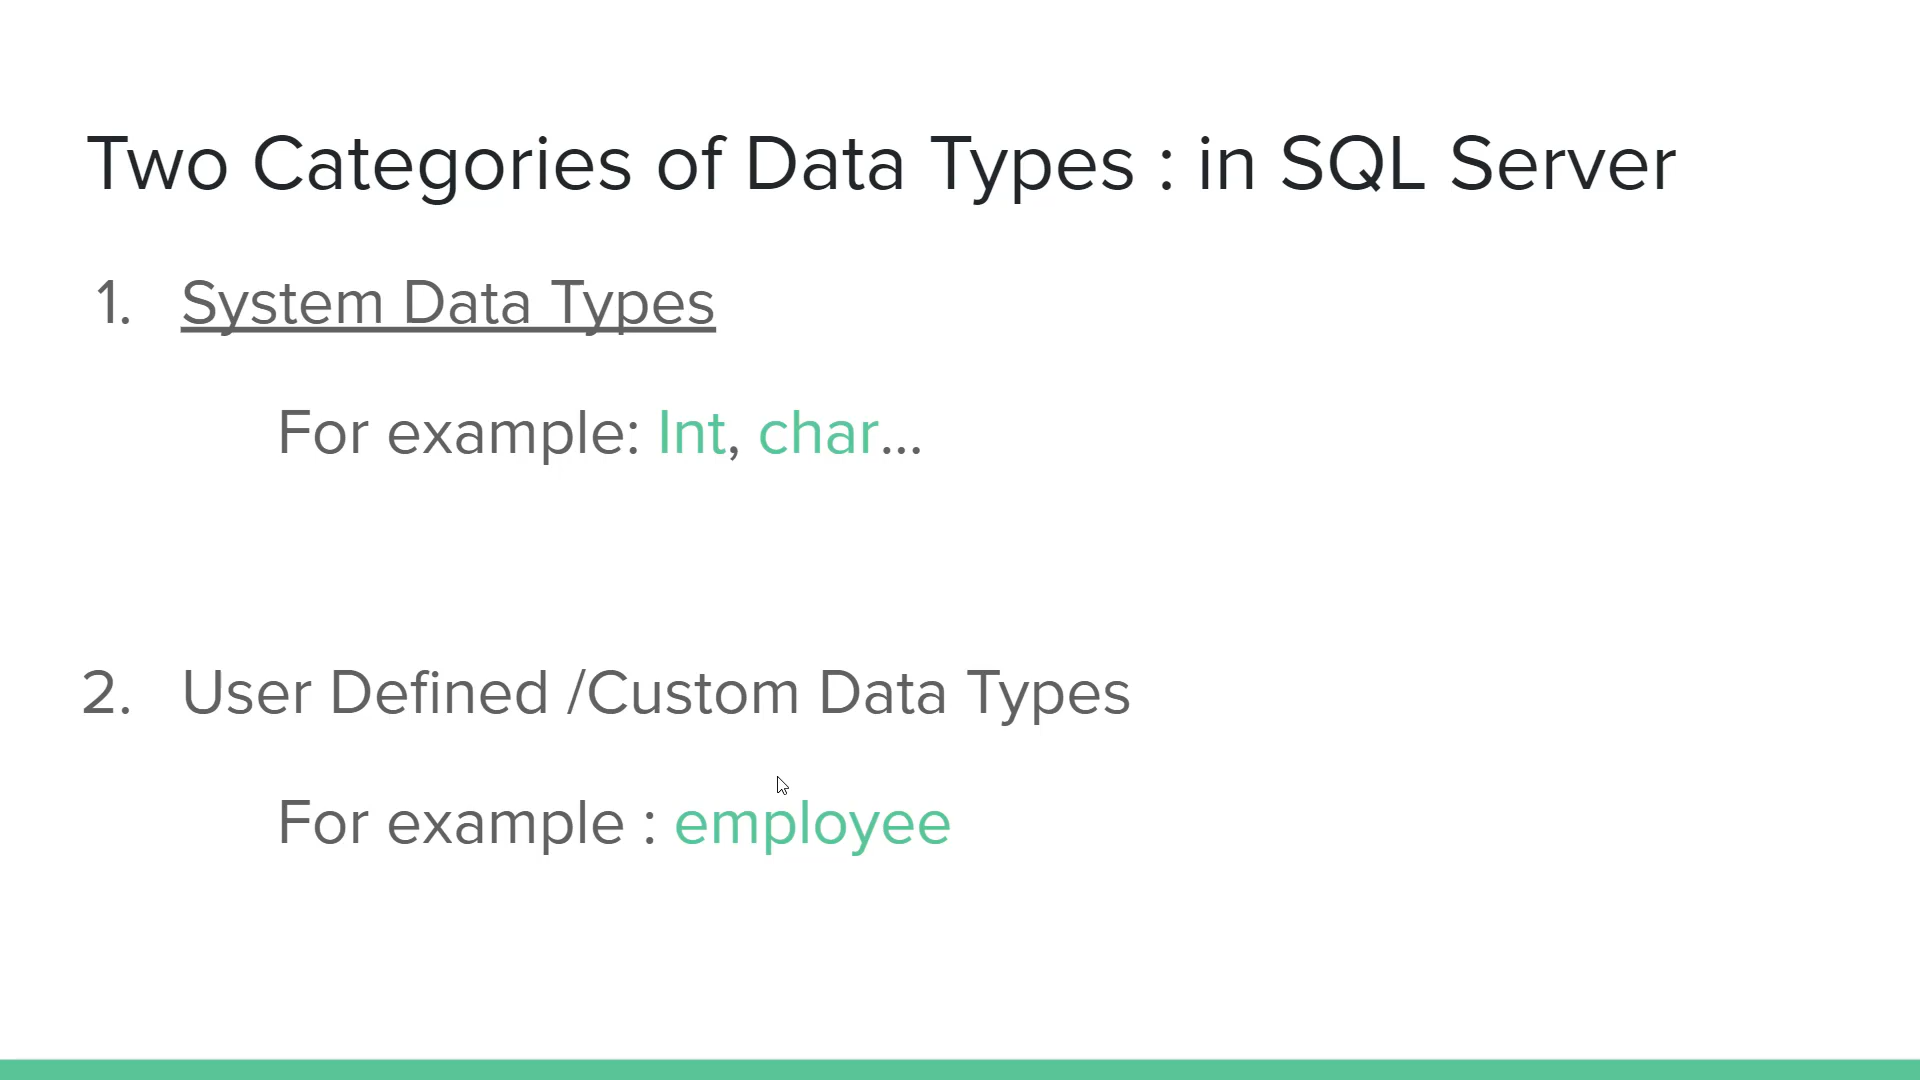 Two Categories of Data Types : in SQL Server
1. System Data Types
For example: Int, char...
2. User Defined /Custom Data Types
For example : employee